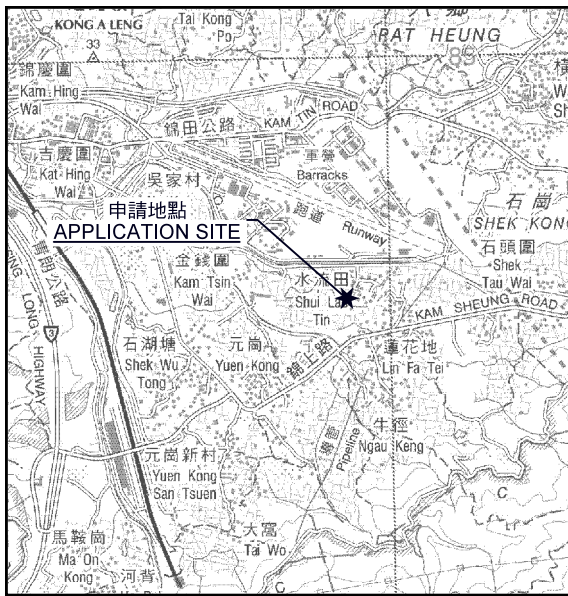 KONG A LENG
Tai Kong
Po
33
PAT HEUNG
89
錦慶圍
Kam Hing
Wai
錦田公路
KAM TIN ROAD
吉慶圍
Kat Hing
Wai
吳家村
軍營
Barracks
石崗
SHEK KONG
跑道
Runway
申請地點
APPLICATION SITE
石頭圍
Shek
Tau Wai
青朗公路
LONG HIGHWAY
金錢圍
Kam Tsin
Wai
水流田
Shui Lau
Tin
KAM SHEUNG ROAD
錦上路
石湖塘
Shek Wu
Tong
元崗
Yuen Kong
蓮花地
Lin Fa Tei
牛徑
Ngau Keng
導管
Pipeline
元崗新村
Yuen Kong
San Tsuen
大窩
Tai Wo
馬鞍崗
Ma On
Kong
河背